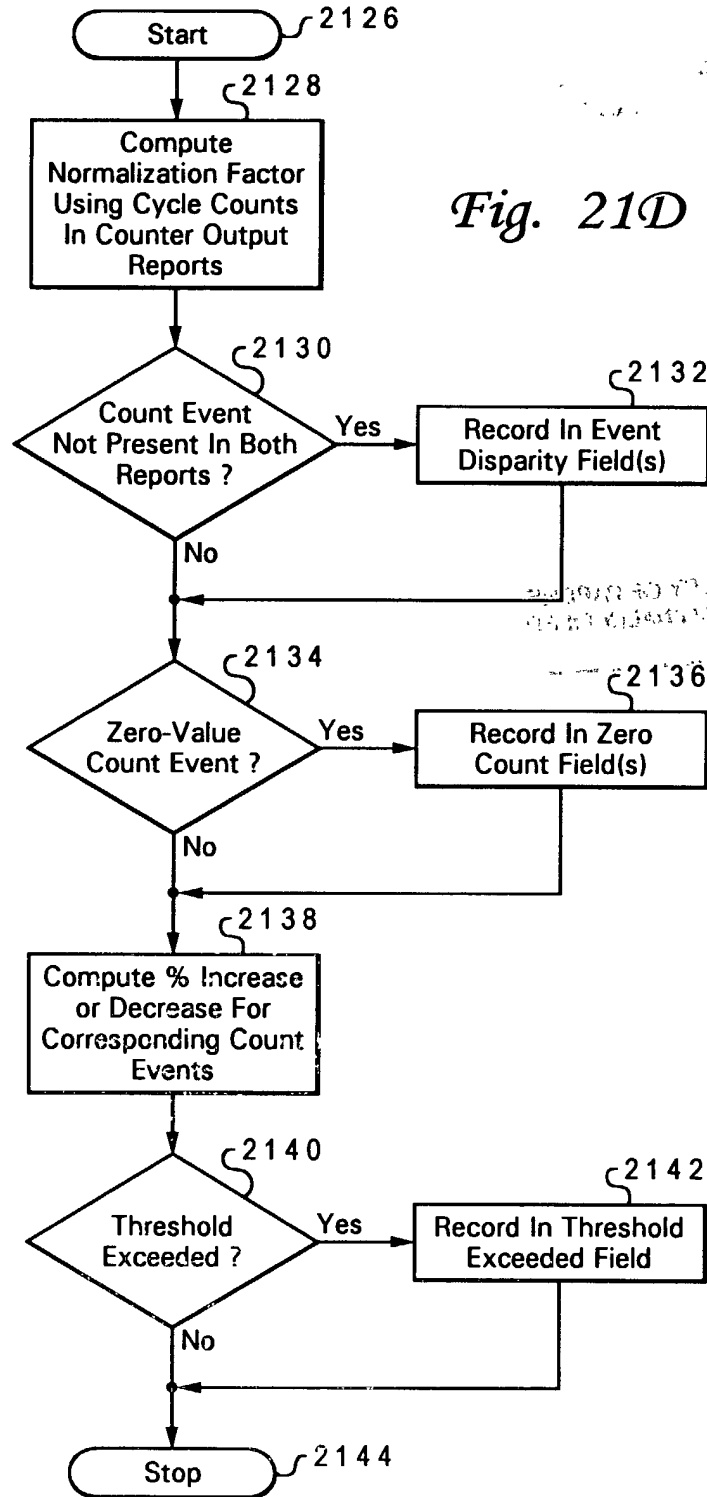 Start
2126
2128
Compute
Normalization Factor
Using Cycle Counts
In Counter Output
Reports
Fig. 21D
2130
Count Event
Not Present In Both
Reports ?
Yes
2132
Record In Event
Disparity Field(s)
No
2134
Zero-Value
Count Event ?
Yes
2136
Record In Zero
Count Field(s)
No
2138
Compute % Increase
or Decrease For
Corresponding Count
Events
2140
Threshold
Exceeded ?
Yes
2142
Record In Threshold
Exceeded Field
No
Stop
2144